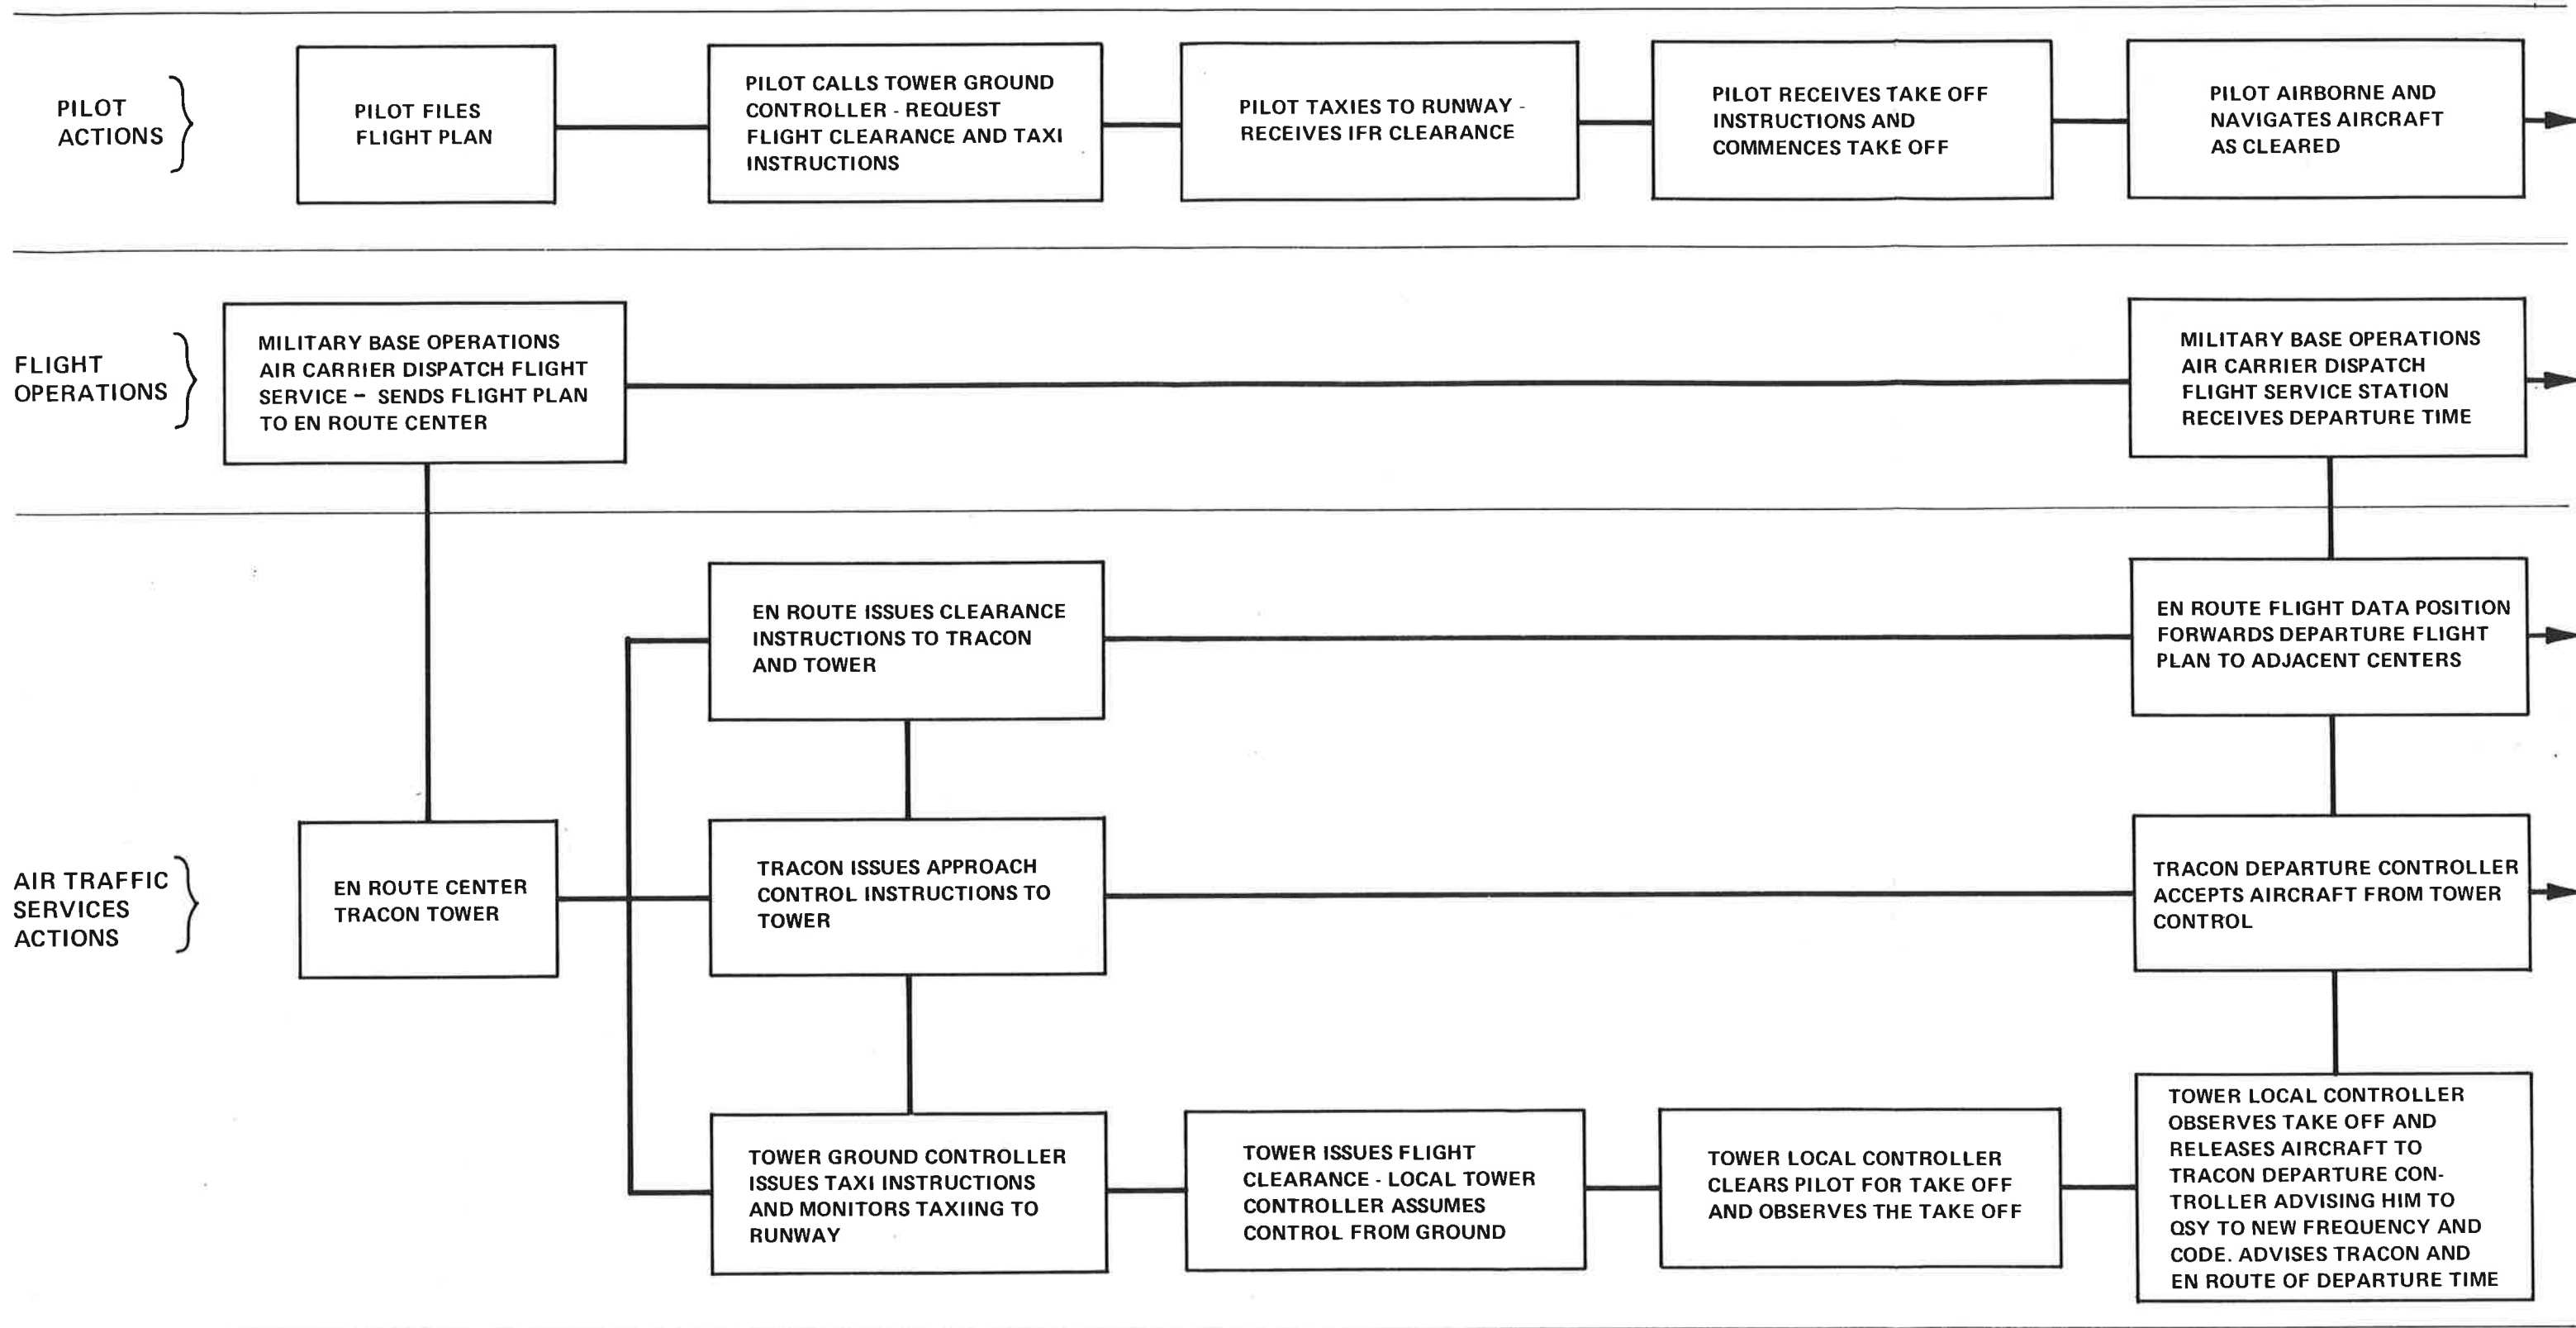 PILOT
ACTIONS
PILOT FILES
FLIGHT PLAN
PILOT CALLS TOWER GROUND
CONTROLLER - REQUEST
FLIGHT CLEARANCE AND TAXI
INSTRUCTIONS
PILOT TAXIES TO RUNWAY -
RECEIVES IFR CLEARANCE
PILOT RECEIVES TAKE OFF
INSTRUCTIONS AND
COMMENCES TAKE OFF
PILOT AIRBORNE AND
NAVIGATES AIRCRAFT
AS CLEARED
FLIGHT
OPERATIONS
MILITARY BASE OPERATIONS
AIR CARRIER DISPATCH FLIGHT
SERVICE - SENDS FLIGHT PLAN
TO EN ROUTE CENTER
MILITARY BASE OPERATIONS
AIR CARRIER DISPATCH
FLIGHT SERVICE STATION
RECEIVES DEPARTURE TIME
AIR TRAFFIC
SERVICES
ACTIONS
EN ROUTE CENTER
TRACON TOWER
EN ROUTE ISSUES CLEARANCE
INSTRUCTIONS TO TRACON
AND TOWER
EN ROUTE FLIGHT DATA POSITION
FORWARDS DEPARTURE FLIGHT
PLAN TO ADJACENT CENTERS
TRACON ISSUES APPROACH
CONTROL INSTRUCTIONS TO
TOWER
TRACON DEPARTURE CONTROLLER
ACCEPTS AIRCRAFT FROM TOWER
CONTROL
TOWER GROUND CONTROLLER
ISSUES TAXI INSTRUCTIONS
AND MONITORS TAXIING TO
RUNWAY
TOWER ISSUES FLIGHT
CLEARANCE - LOCAL TOWER
CONTROLLER ASSUMES
CONTROL FROM GROUND
TOWER LOCAL CONTROLLER
CLEARS PILOT FOR TAKE OFF
AND OBSERVES THE TAKE OFF
TOWER LOCAL CONTROLLER
OBSERVES TAKE OFF AND
RELEASES AIRCRAFT TO
TRACON DEPARTURE CON-
TROLLER ADVISING HIM TO
QSY TO NEW FREQUENCY AND
CODE. ADVISES TRACON AND
EN ROUTE OF DEPARTURE TIME